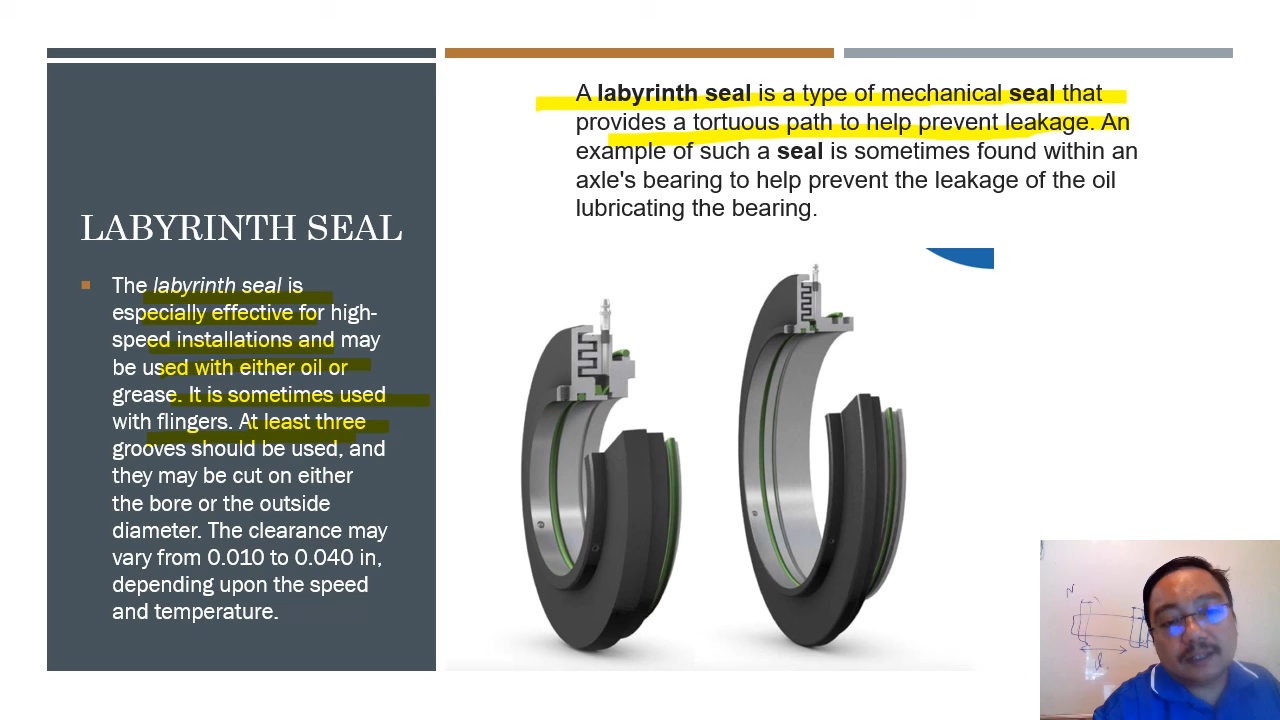 LABYRINTH SEAL
The labyrinth seal is
especially effective for high-
speed installations and may
be used with either oil or
grease. It is sometimes used
with flingers. At least three
grooves should be used, and
they may be cut on either
the bore or the outside
diameter. The clearance may
vary from 0.010 to 0.040 in,
depending upon the speed
and temperature.
A labyrinth seal is a type of mechanical seal that
provides a tortuous path to help prevent leakage. An
example of such a seal is sometimes found within an
axle's bearing to help prevent the leakage of the oil
lubricating the bearing.
N